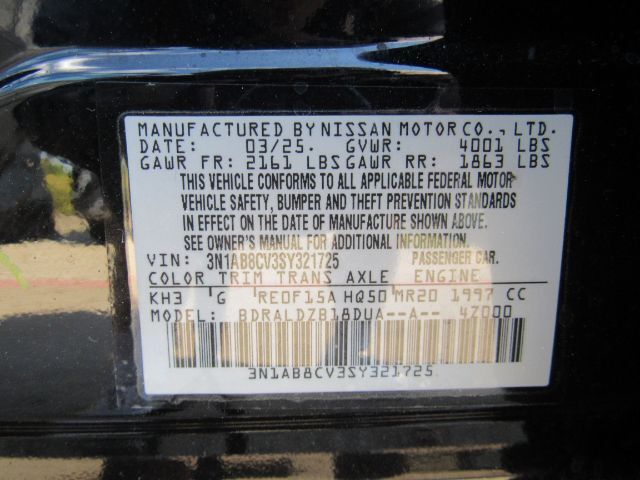 MANUFACTURED BY NISSAN MOTOR CO., LTD.
DATE: 03/25. GVWR: 4001 LBS
GAWR FR: 2161 LBS GAWR RR: 1863 LBS
THIS VEHICLE CONFORMS TO ALL APPLICABLE FEDERAL MOTOR
VEHICLE SAFETY, BUMPER AND THEFT PREVENTION STANDARDS
IN EFFECT ON THE DATE OF MANUFACTURE SHOWN ABOVE.
SEE OWNER'S MANUAL FOR ADDITIONAL INFORMATION.
VIN: 3N1AB8CV3SY321725 PASSENGER CAR.
COLOR TRIM TRANS AXLE ENGINE
KH3 G RE0F15A HQ50 MR20 1997 CC
MODEL: BDRALDZB18DUA--A-- 4Z000
3N1AB8CV3SY321725